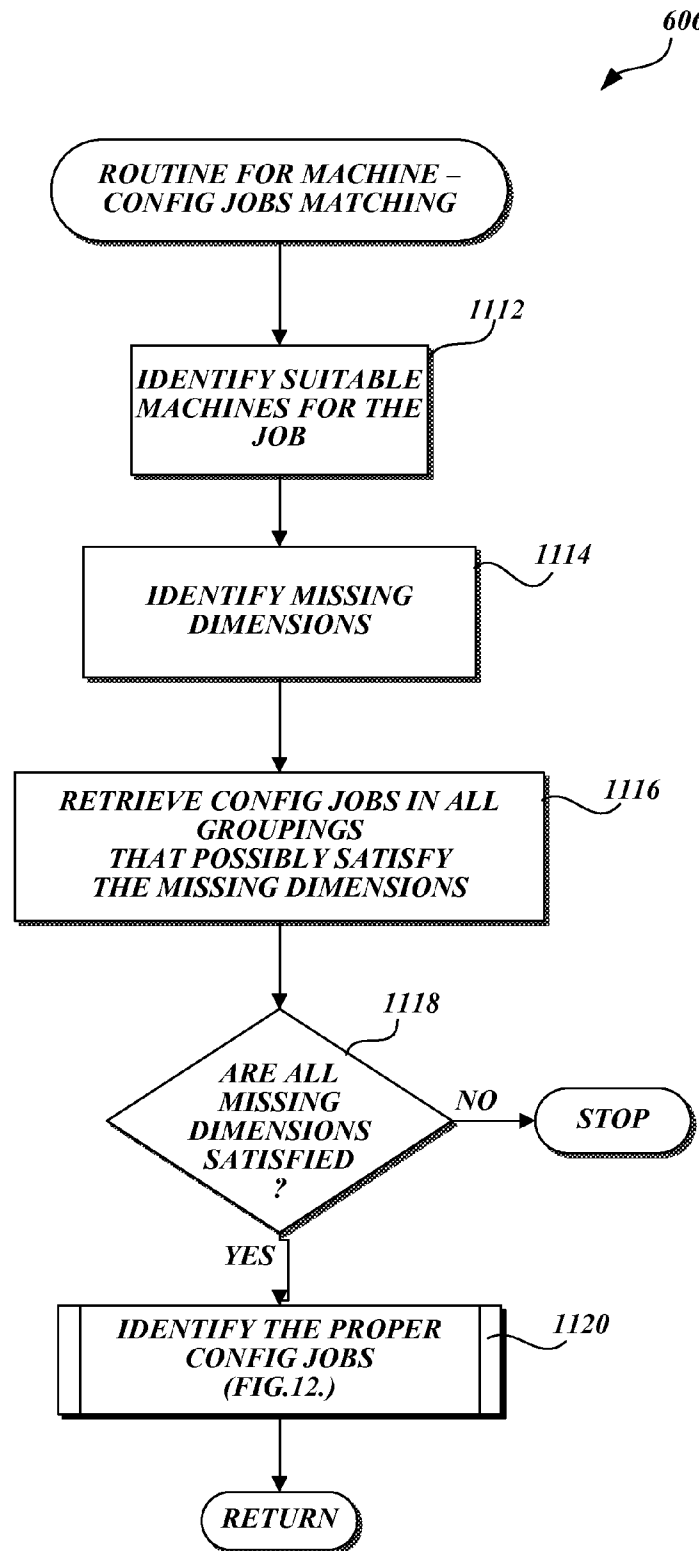 606
ROUTINE FOR MACHINE –
CONFIG JOBS MATCHING
1112
IDENTIFY SUITABLE
MACHINES FOR THE
JOB
1114
IDENTIFY MISSING
DIMENSIONS
1116
RETRIEVE CONFIG JOBS IN ALL
GROUPINGS
THAT POSSIBLY SATISFY
THE MISSING DIMENSIONS
1118
ARE ALL
MISSING
DIMENSIONS
SATISFIED
?
NO
STOP
YES
IDENTIFY THE PROPER
CONFIG JOBS
(FIG.12.)
1120
RETURN